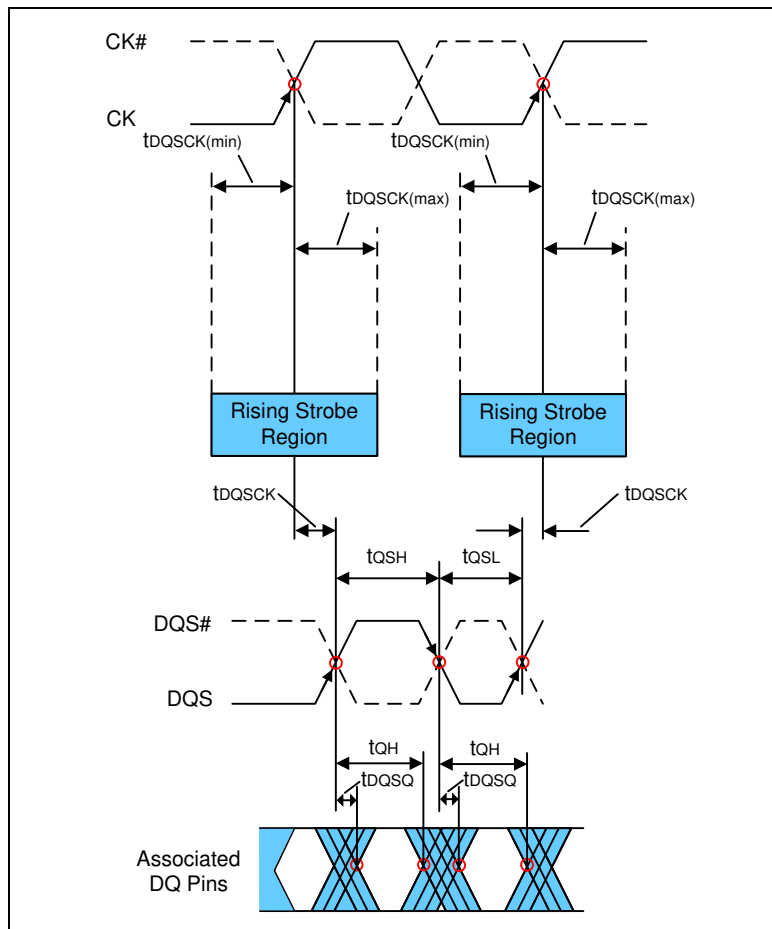 CK#
CK
tDQSCK(min)
tDQSCK(min)
tDQSCK(max)
tDQSCK(max)
Rising Strobe
Region
Rising Strobe
Region
tDQSCK
tDQSCK
tQSH
tQSL
DQS#
DQS
tQH
tQH
tDQSQ
tDQSQ
Associated
DQ Pins